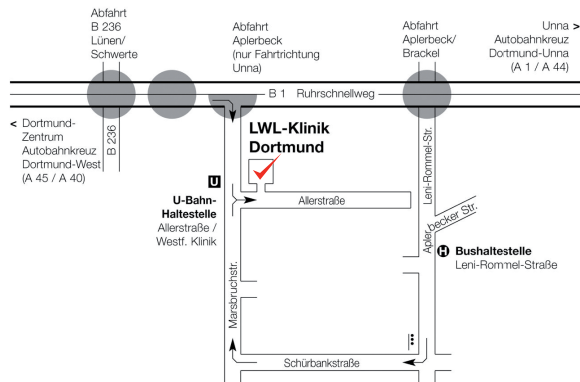 Abfahrt
B 236
Lünen/
Schwerte
Abfahrt
Aplerbeck
(nur Fahrtrichtung
Unna)
Abfahrt
Aplerbeck/
Brackel
Unna >
Autobahnkreuz
Dortmund-Unna
(A 1 / A 44)
B 1 Ruhrschnellweg
< Dortmund-
Zentrum
Autobahnkreuz
Dortmund-West
(A 45 / A 40)
B 236
LWL-Klinik
Dortmund
U
U-Bahn-
Haltestelle
Allerstraße /
Westf. Klinik
Allerstraße
Leni-Rommel-Str.
Aplerbecker Str.
H Bushaltestelle
Leni-Rommel-Straße
Marsbruchstr.
Schürbankstraße